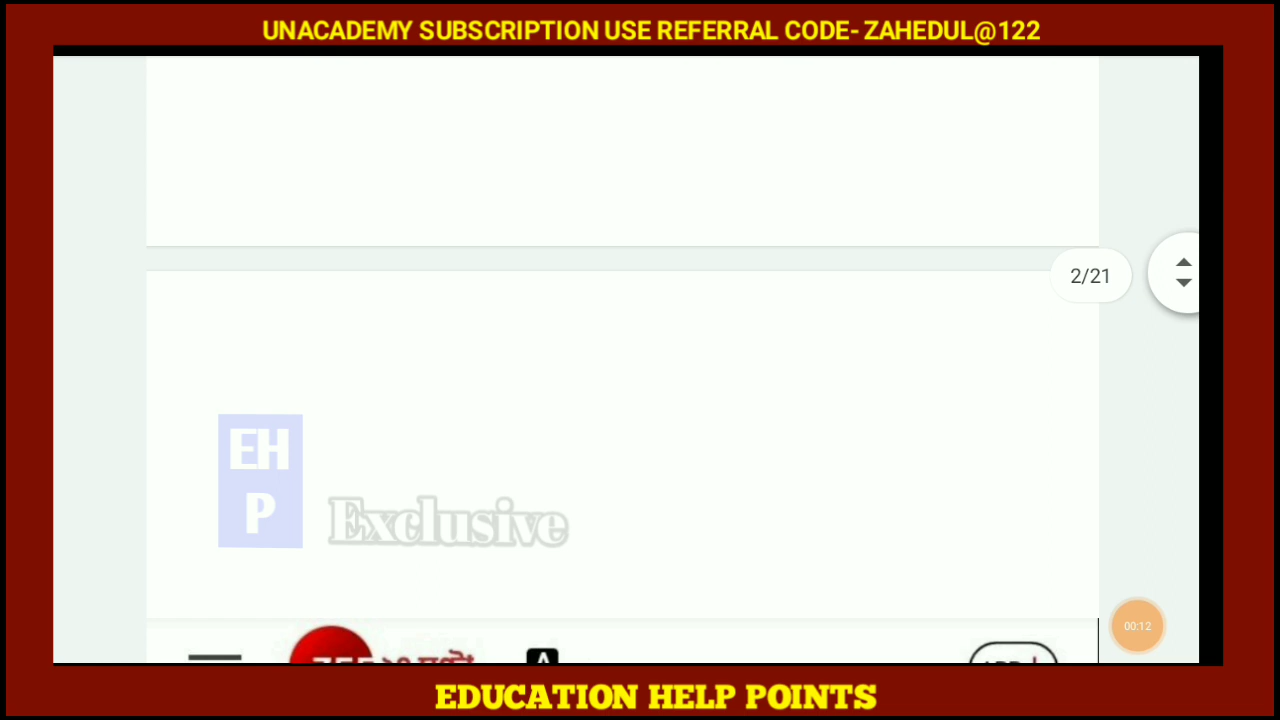 UNACADEMY SUBSCRIPTION USE REFERRAL CODE- ZAHEDUL@122
2/21
EH
P
Exclusive
00:12
EDUCATION HELP POINTS